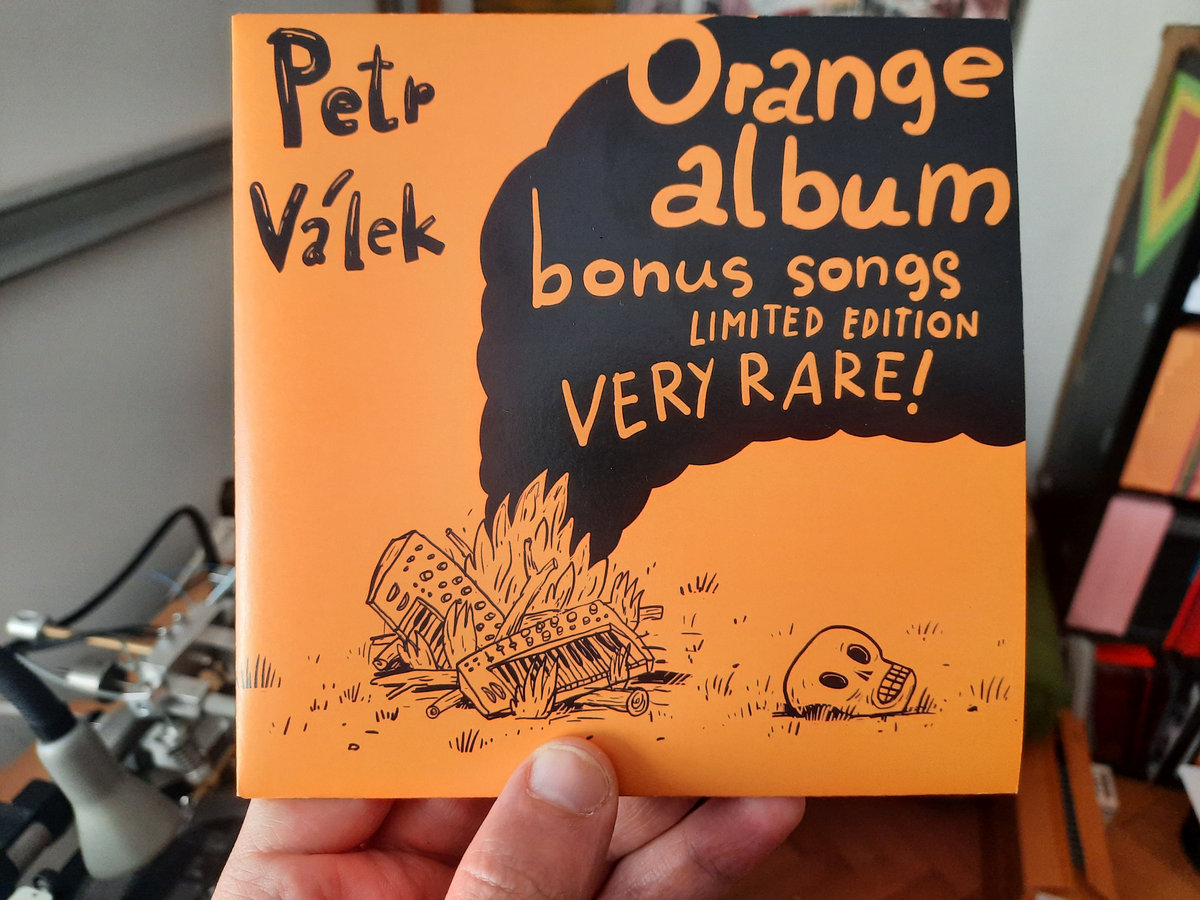 Petr
Válek
Orange
album
bonus songs
LIMITED EDITION
VERY RARE!